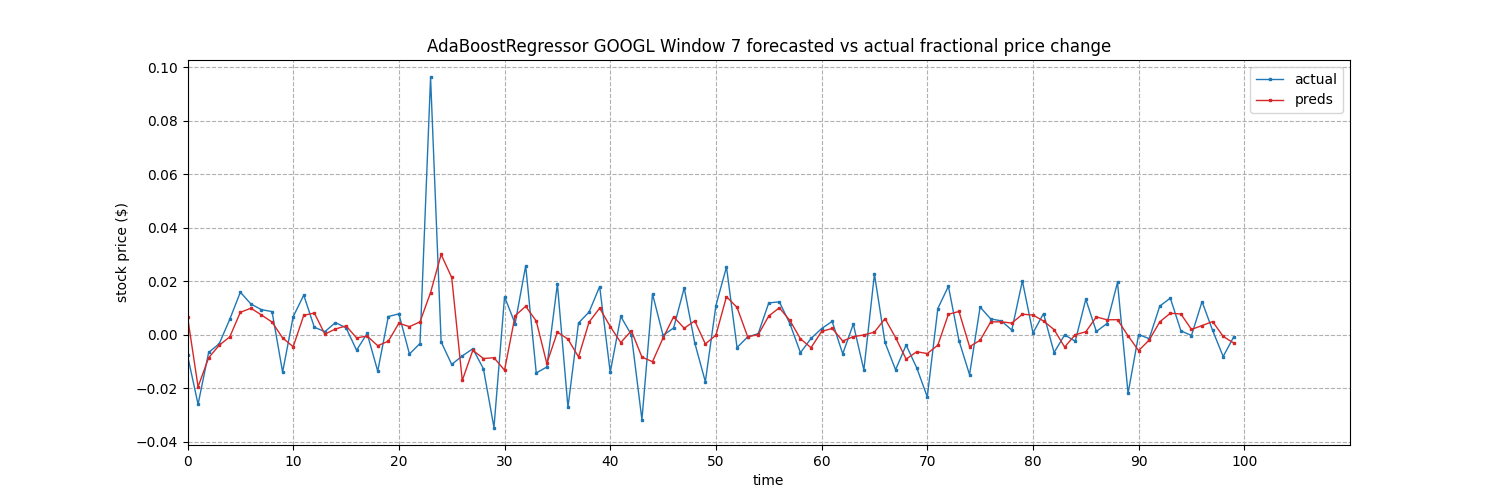 AdaBoostRegressor GOOGL Window 7 forecasted vs actual fractional price change
0.10
0.08
0.06
0.04
0.02
0.00
−0.02
−0.04
stock price ($)
actual
preds
0 10 20 30 40 50 60 70 80 90 100
time